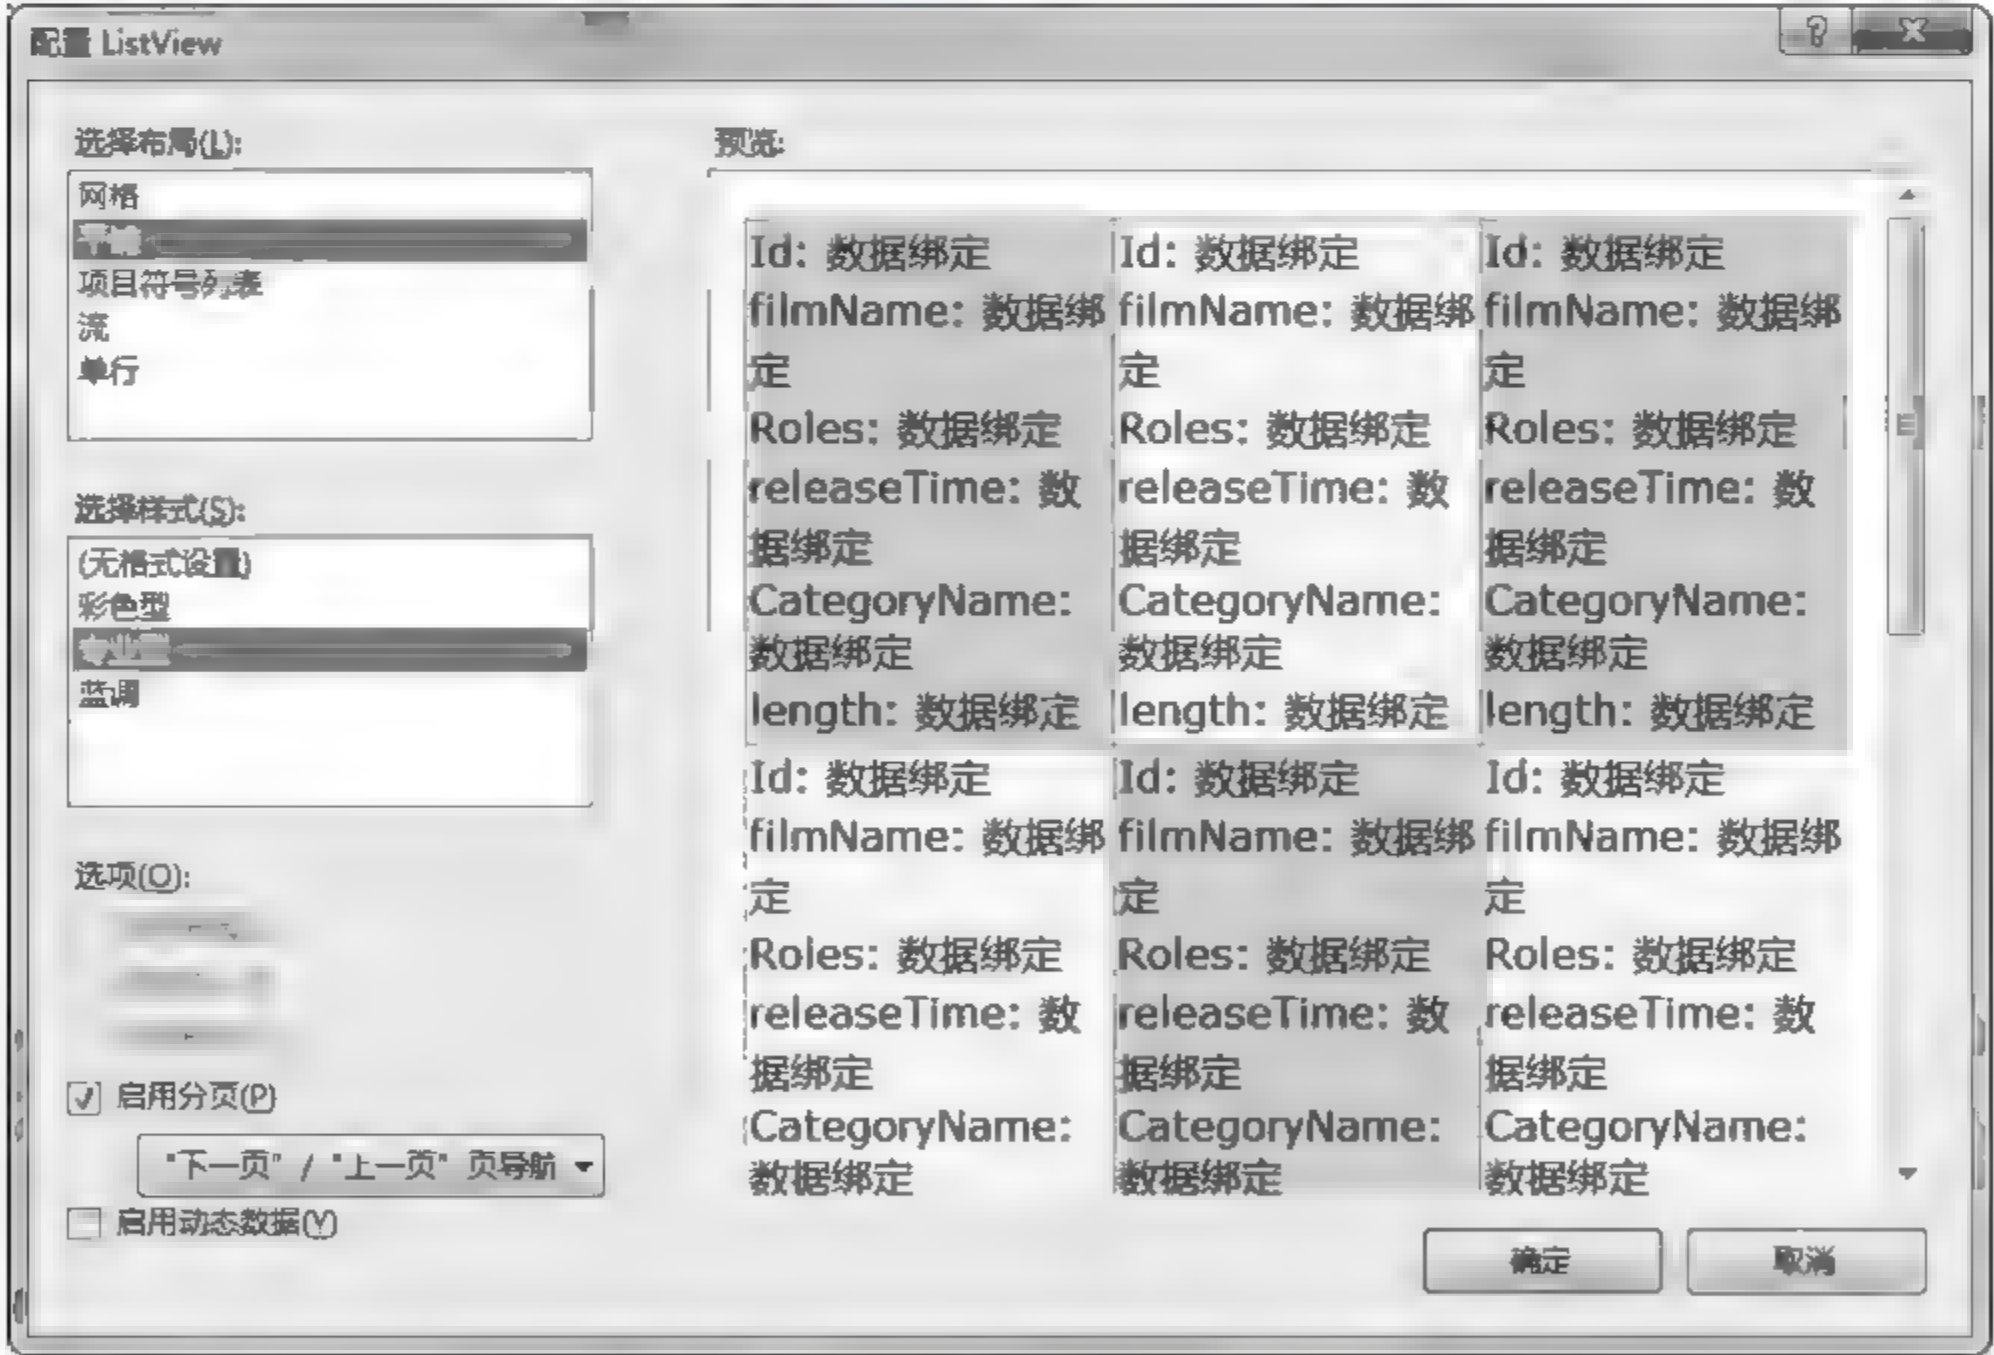 配置 ListView
选择布局(L):
网格
平铺
项目符号列表
流
单行
选择样式(S):
(无格式设置)
彩色型
专业型
蓝调
选项(O):
启用分页(P)
"下一页" / "上一页" 页导航
启用动态数据(Y)
预览:
Id: 数据绑定 Id: 数据绑定 Id: 数据绑定
filmName: 数据绑 filmName: 数据绑 filmName: 数据绑
定 定 定
Roles: 数据绑定 Roles: 数据绑定 Roles: 数据绑定
releaseTime: 数 releaseTime: 数 releaseTime: 数
据绑定 据绑定 据绑定
CategoryName: CategoryName: CategoryName:
数据绑定 数据绑定 数据绑定
length: 数据绑定 length: 数据绑定 length: 数据绑定
Id: 数据绑定 Id: 数据绑定 Id: 数据绑定
filmName: 数据绑 filmName: 数据绑 filmName: 数据绑
定 定 定
Roles: 数据绑定 Roles: 数据绑定 Roles: 数据绑定
releaseTime: 数 releaseTime: 数 releaseTime: 数
据绑定 据绑定 据绑定
CategoryName: CategoryName: CategoryName:
数据绑定 数据绑定 数据绑定
确定 取消